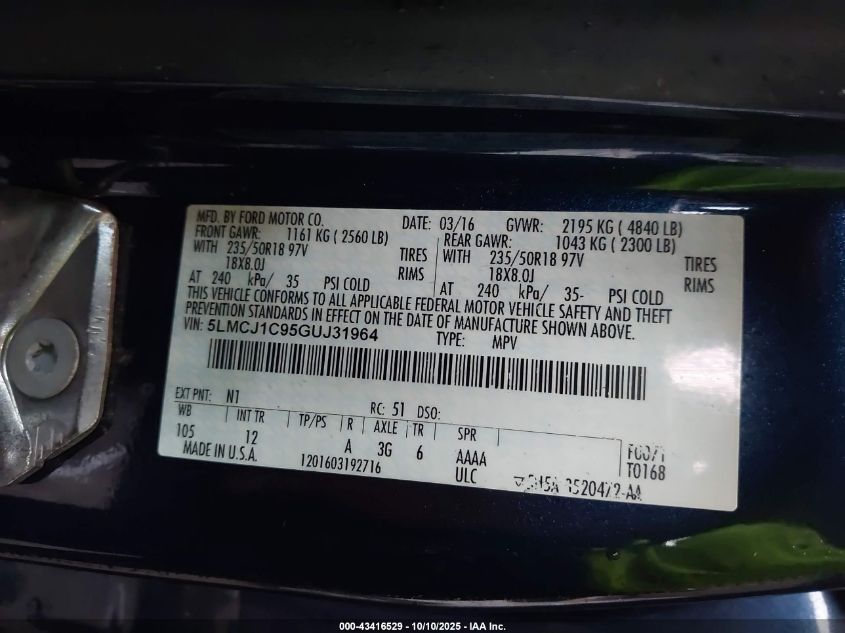 MFD. BY FORD MOTOR CO. DATE: 03/16 GVWR: 2195 KG ( 4840 LB)
FRONT GAWR: 1161 KG ( 2560 LB) REAR GAWR: 1043 KG ( 2300 LB)
WITH 235/50R18 97V TIRES WITH 235/50R18 97V TIRES
18X8.0J RIMS 18X8.0J RIMS
AT 240 kPa/ 35 PSI COLD AT 240 kPa/ 35- PSI COLD
THIS VEHICLE CONFORMS TO ALL APPLICABLE FEDERAL MOTOR VEHICLE SAFETY AND THEFT
PREVENTION STANDARDS IN EFFECT ON THE DATE OF MANUFACTURE SHOWN ABOVE.
VIN: 5LMCJ1C95GUJ31964 TYPE: MPV
EXT PNT: N1 RC: 51 DSO:
WB INT TR TP/PS R AXLE TR SPR
105 12 A 3G 6 AAAA T0168
MADE IN U.S.A. 1201603192716 ULC
000-43416529 - 10/10/2025 - IAA Inc.